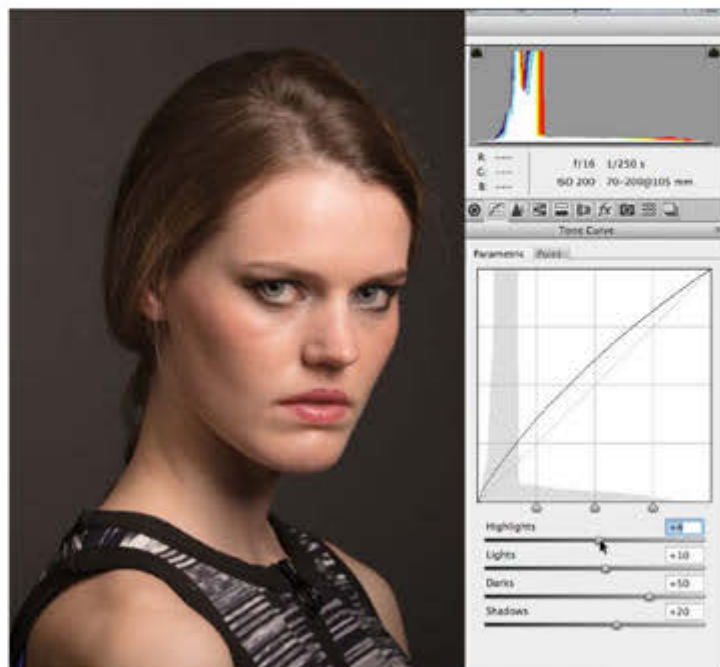 R: ---
G: ---
B: ---
f/16 1/250 s
ISO 200 70-200@105 mm
fx
Tone Curve
Parametric Point
Highlights +4
Lights +10
Darks +50
Shadows +20